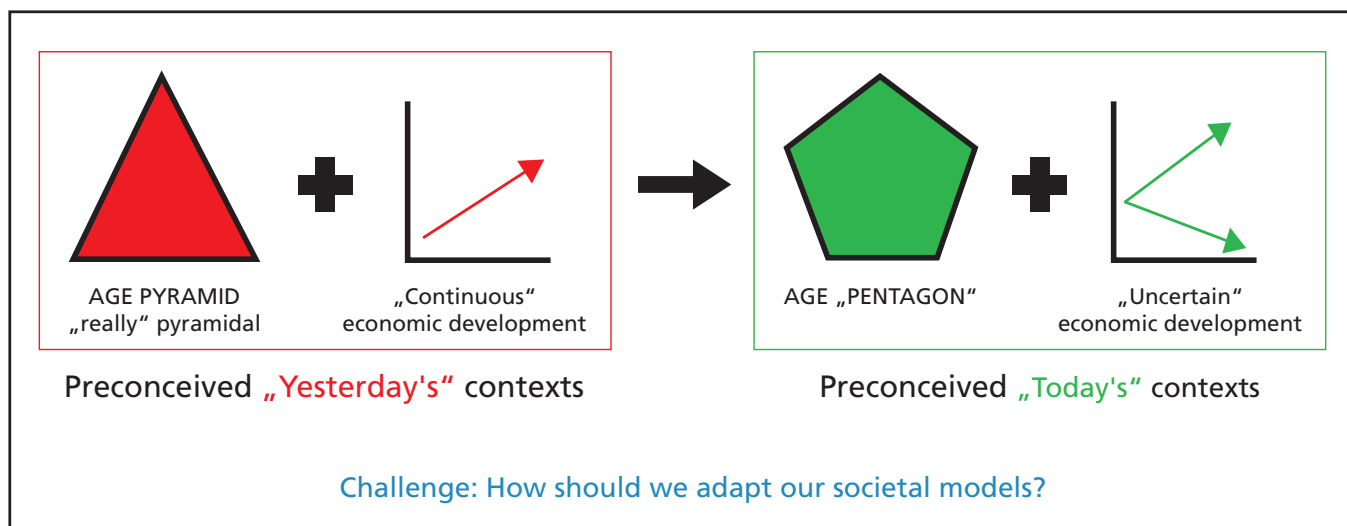 AGE PYRAMID
„really“ pyramidal
„Continuous“
economic development
AGE „PENTAGON“
„Uncertain“
economic development
Preconceived „Yesterday's“ contexts
Preconceived „Today's“ contexts
Challenge: How should we adapt our societal models?